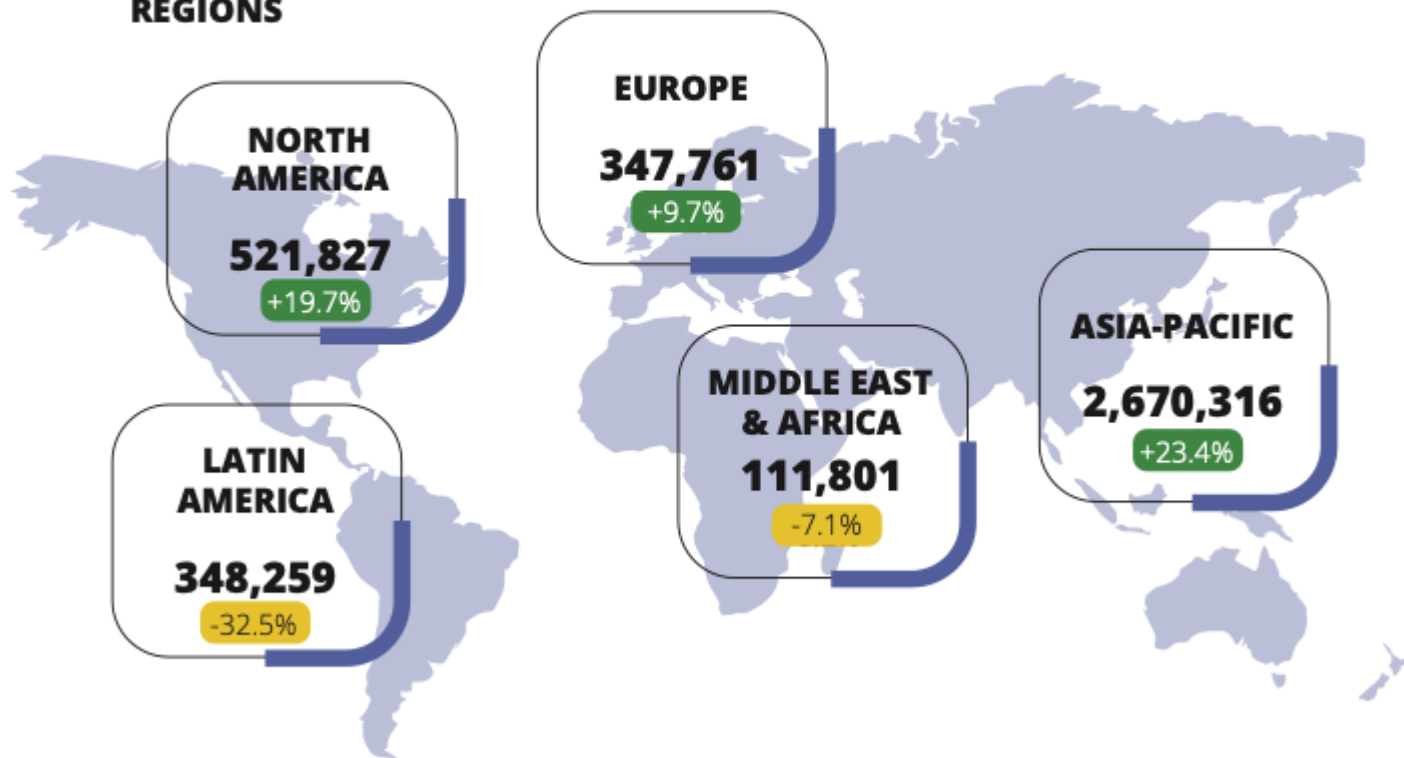 REGIONS
NORTH
AMERICA
521,827
+19.7%
EUROPE
347,761
+9.7%
ASIA-PACIFIC
2,670,316
+23.4%
MIDDLE EAST
& AFRICA
111,801
-7.1%
LATIN
AMERICA
348,259
-32.5%